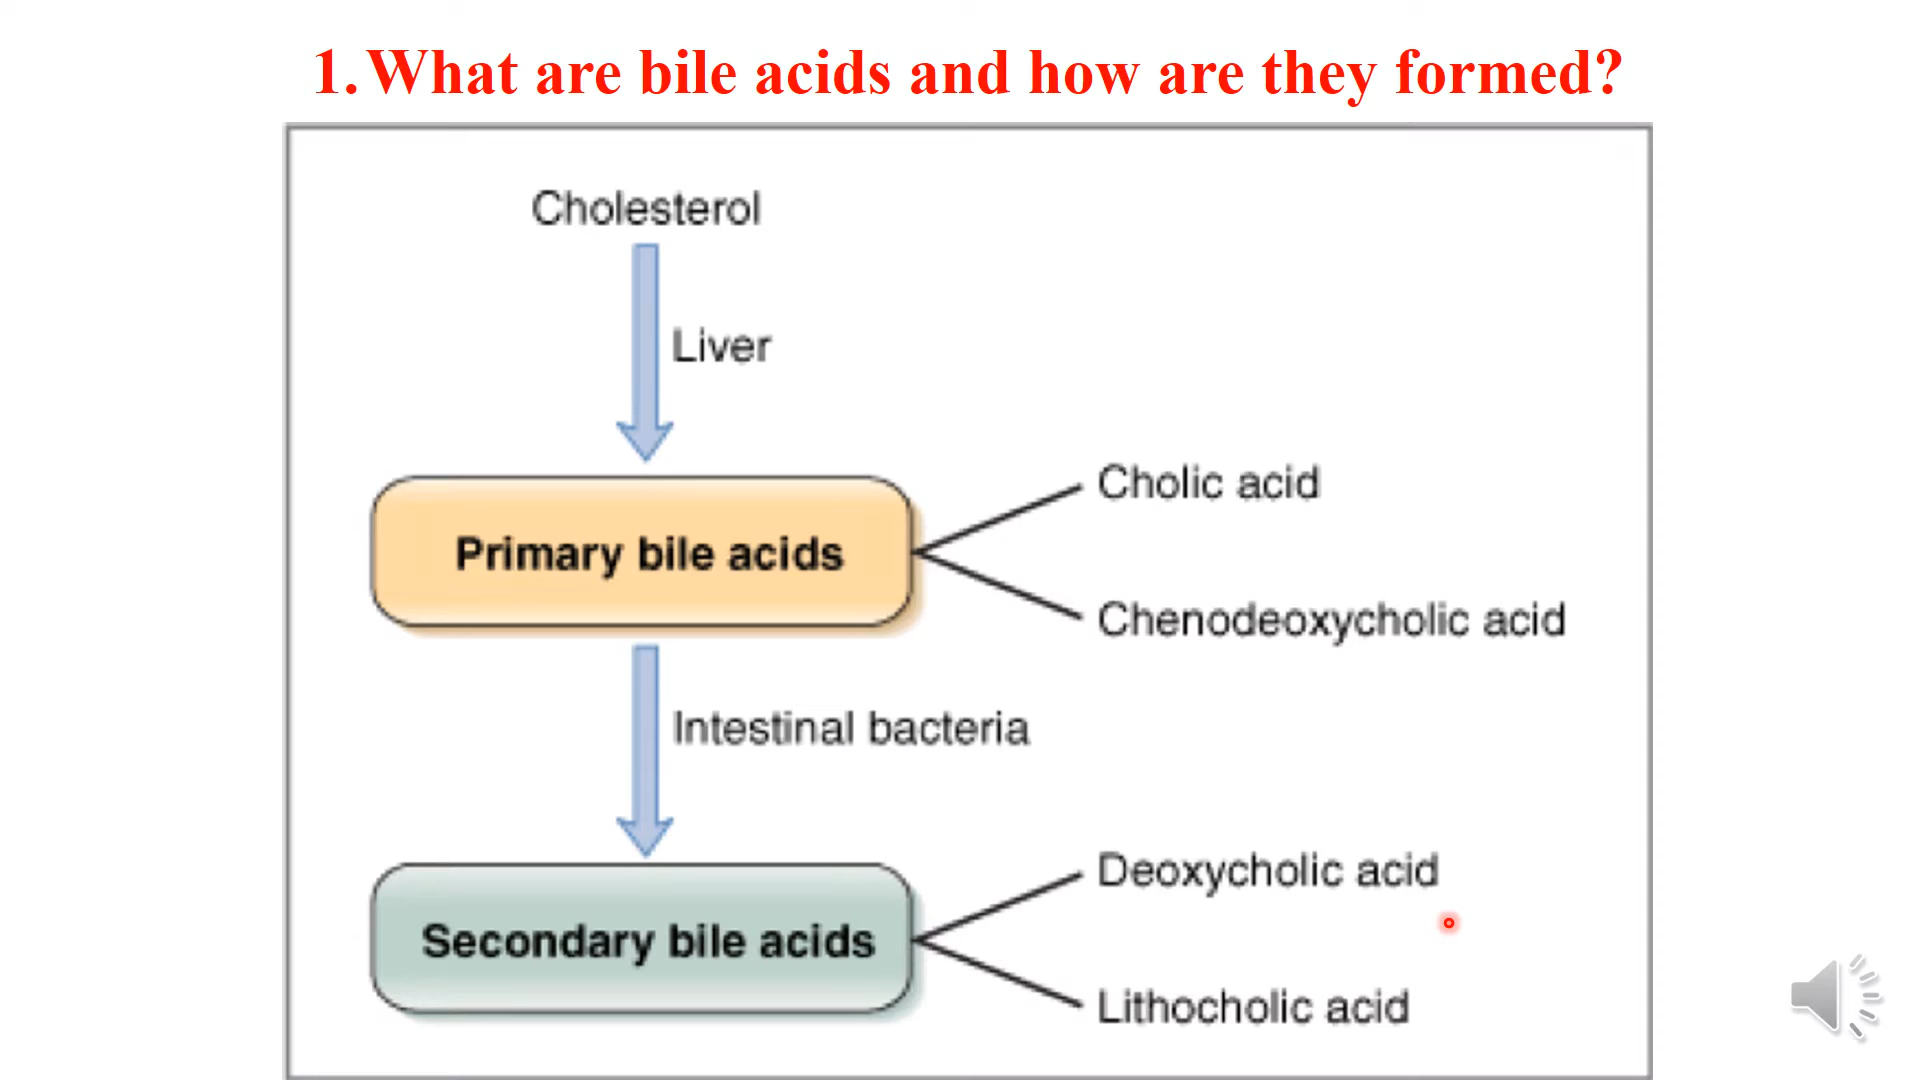 1. What are bile acids and how are they formed?
Cholesterol
Liver
Primary bile acids
Cholic acid
Chenodeoxycholic acid
Intestinal bacteria
Secondary bile acids
Deoxycholic acid
Lithocholic acid